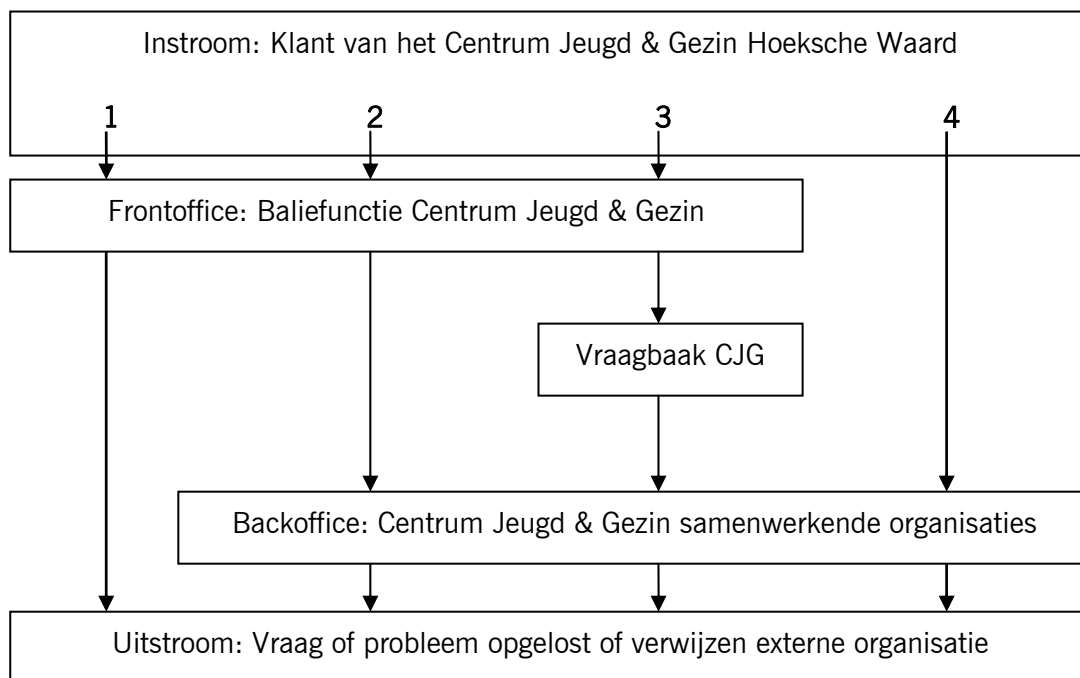 Instroom: Klant van het Centrum Jeugd & Gezin Hoeksche Waard
1 2 3 4
Frontoffice: Baliefunctie Centrum Jeugd & Gezin
Vraagbaak CJG
Backoffice: Centrum Jeugd & Gezin samenwerkende organisaties
Uitstroom: Vraag of probleem opgelost of verwijzen externe organisatie